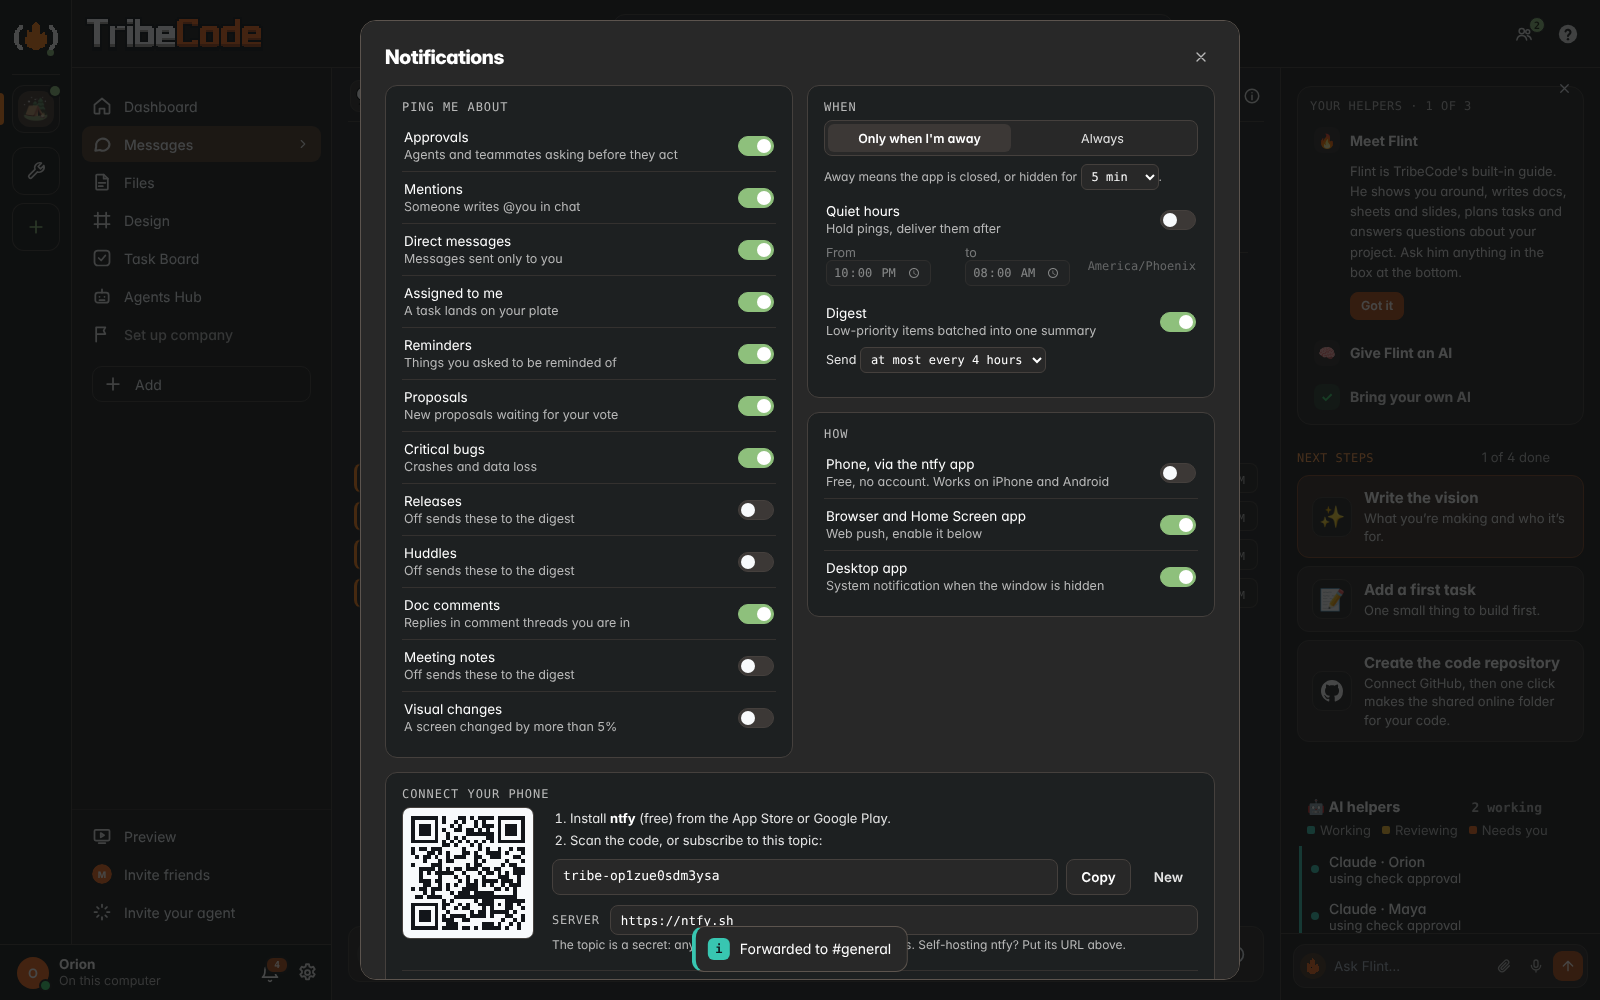 TribeCode
2
Dashboard
Messages
Files
Design
Task Board
Agents Hub
Set up company
Add
Preview
M
Invite friends
Invite your agent
O
Orion
On this computer
4
Notifications
PING ME ABOUT
Approvals
Agents and teammates asking before they act
Mentions
Someone writes @you in chat
Direct messages
Messages sent only to you
Assigned to me
A task lands on your plate
Reminders
Things you asked to be reminded of
Proposals
New proposals waiting for your vote
Critical bugs
Crashes and data loss
Releases
Off sends these to the digest
Huddles
Off sends these to the digest
Doc comments
Replies in comment threads you are in
Meeting notes
Off sends these to the digest
Visual changes
A screen changed by more than 5%
WHEN
Only when I'm away
Always
Away means the app is closed, or hidden for 5 min .
Quiet hours
Hold pings, deliver them after
From to
10:00 PM 08:00 AM America/Phoenix
Digest
Low-priority items batched into one summary
Send at most every 4 hours
HOW
Phone, via the ntfy app
Free, no account. Works on iPhone and Android
Browser and Home Screen app
Web push, enable it below
Desktop app
System notification when the window is hidden
CONNECT YOUR PHONE
1. Install ntfy (free) from the App Store or Google Play.
2. Scan the code, or subscribe to this topic:
tribe-op1zue0sdm3ysa
Copy
New
SERVER https://ntfy.sh
The topic is a secret: any
s. Self-hosting ntfy? Put its URL above.
Forwarded to #general
YOUR HELPERS · 1 OF 3
Meet Flint
Flint is TribeCode's built-in guide.
He shows you around, writes docs,
sheets and slides, plans tasks and
answers questions about your
project. Ask him anything in the
box at the bottom.
Got it
Give Flint an AI
Bring your own AI
NEXT STEPS 1 of 4 done
Write the vision
What you're making and who it's
for.
Add a first task
One small thing to build first.
Create the code repository
Connect GitHub, then one click
makes the shared online folder
for your code.
AI helpers 2 working
Working Reviewing Needs you
Claude · Orion
using check approval
Claude · Maya
using check approval
Ask Flint...